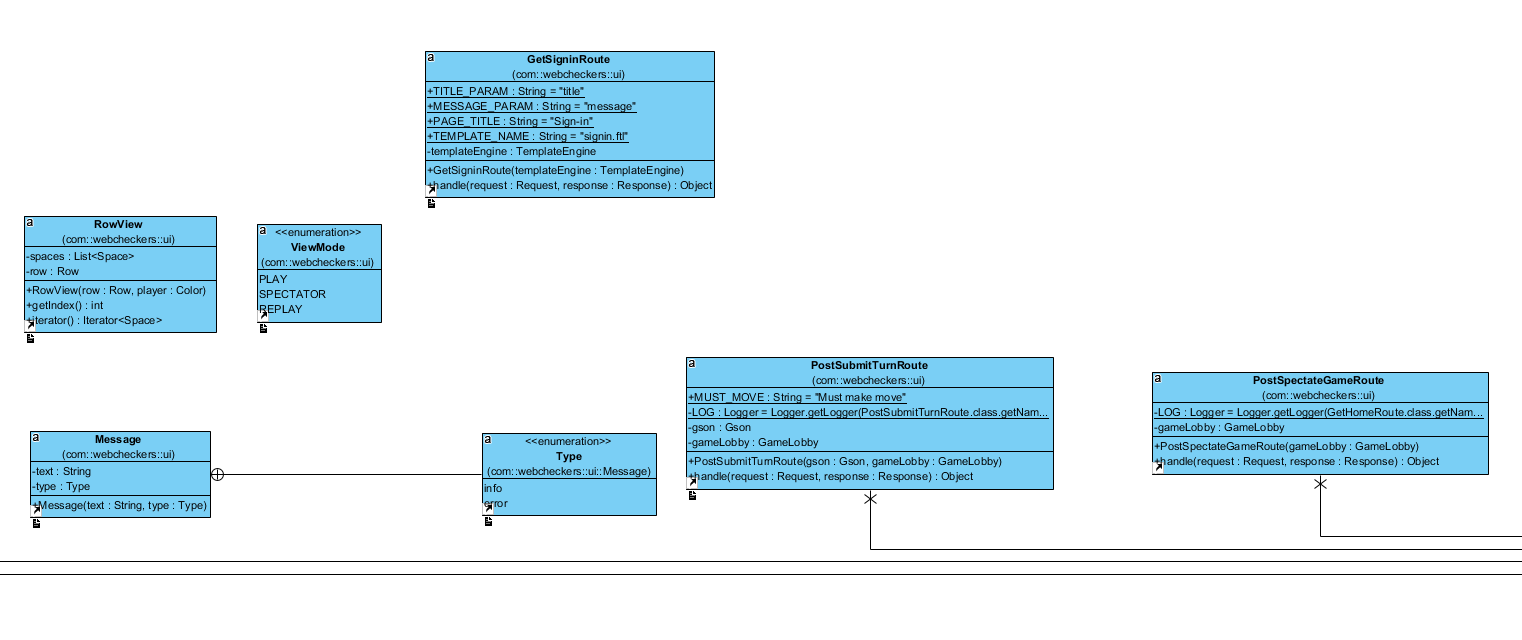 a
GetSigninRoute
(com::webcheckers::ui)
+TITLE_PARAM : String = "title"
+MESSAGE_PARAM : String = "message"
+PAGE_TITLE : String = "Sign-in"
+TEMPLATE_NAME : String = "signin.ftl"
-templateEngine : TemplateEngine
+GetSigninRoute(templateEngine : TemplateEngine)
+handle(request : Request, response : Response) : Object
a
RowView
(com::webcheckers::ui)
-spaces : List<Space>
-row : Row
+RowView(row : Row, player : Color)
+getIndex() : int
+iterator() : Iterator<Space>
a
<<enumeration>>
ViewMode
(com::webcheckers::ui)
PLAY
SPECTATOR
REPLAY
a
PostSubmitTurnRoute
(com::webcheckers::ui)
+MUST_MOVE : String = "Must make move"
-LOG : Logger = Logger.getLogger(PostSubmitTurnRoute.class.getNam...
-gson : Gson
-gameLobby : GameLobby
+PostSubmitTurnRoute(gson : Gson, gameLobby : GameLobby)
+handle(request : Request, response : Response) : Object
a
PostSpectateGameRoute
(com::webcheckers::ui)
-LOG : Logger = Logger.getLogger(GetHomeRoute.class.getNam...
-gameLobby : GameLobby
+PostSpectateGameRoute(gameLobby : GameLobby)
+handle(request : Request, response : Response) : Object
a
Message
(com::webcheckers::ui)
-text : String
-type : Type
+Message(text : String, type : Type)
a
<<enumeration>>
Type
(com::webcheckers::ui::Message)
info
error